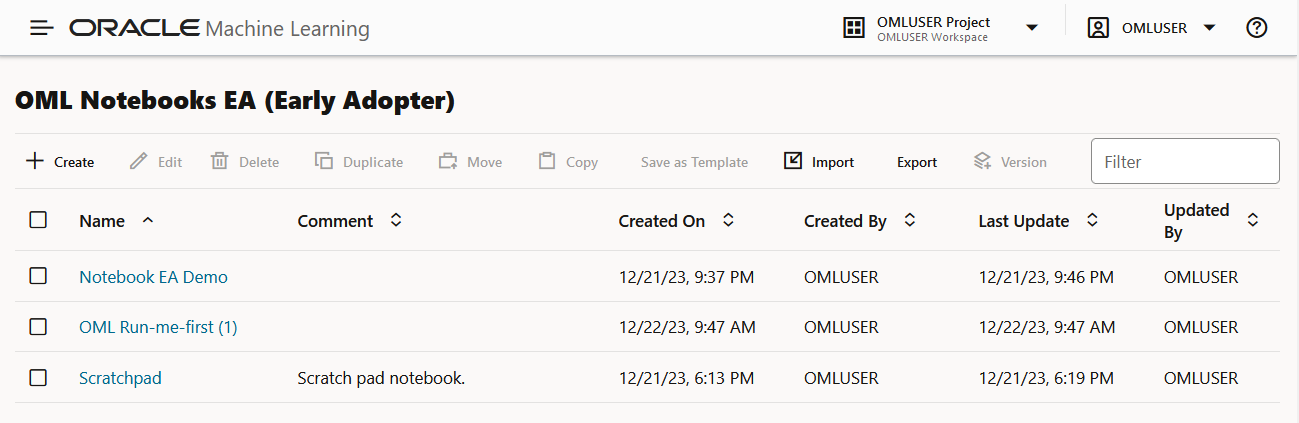 ORACLE Machine Learning
OMLUSER Project
OMLUSER Workspace
OMLUSER
OML Notebooks EA (Early Adopter)
Create Edit Delete Duplicate Move Copy Save as Template Import Export Version Filter
Name Comment Created On Created By Last Update Updated By
Notebook EA Demo 12/21/23, 9:37 PM OMLUSER 12/21/23, 9:46 PM OMLUSER
OML Run-me-first (1) 12/22/23, 9:47 AM OMLUSER 12/22/23, 9:47 AM OMLUSER
Scratchpad Scratch pad notebook. 12/21/23, 6:13 PM OMLUSER 12/21/23, 6:19 PM OMLUSER